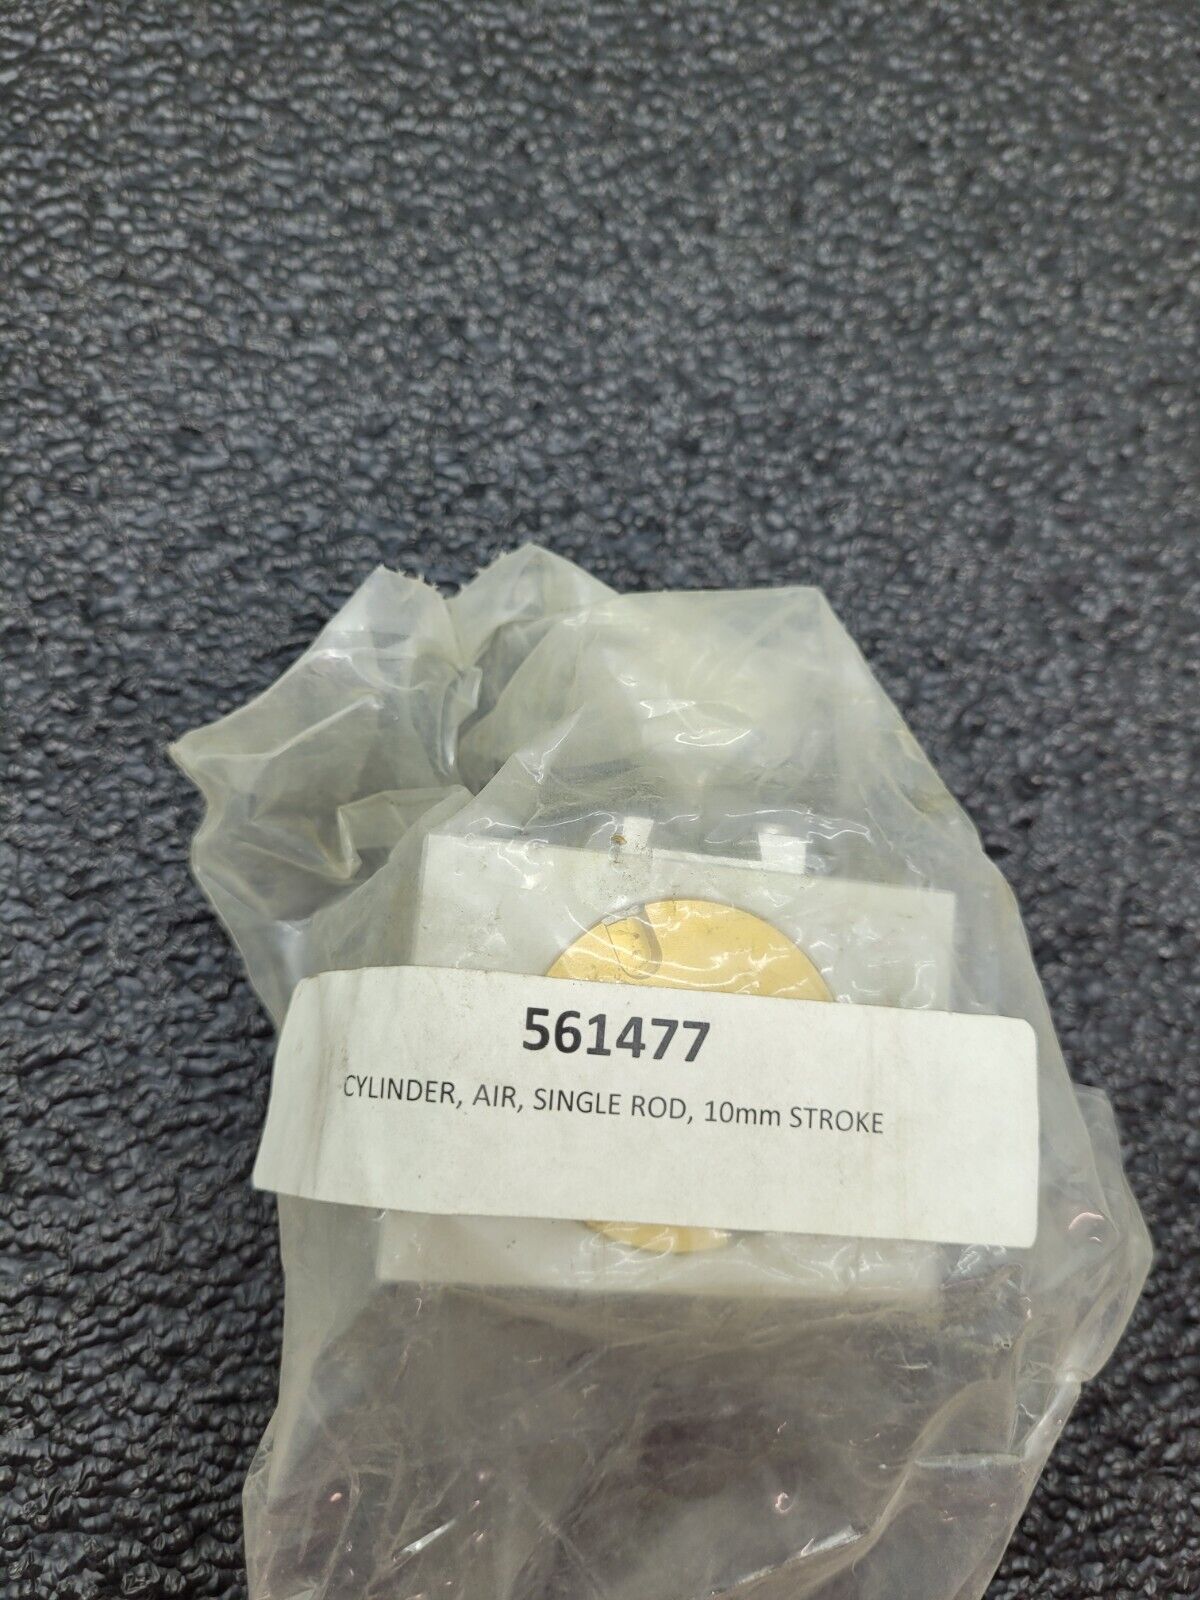 561477
CYLINDER, AIR, SINGLE ROD, 10mm STROKE